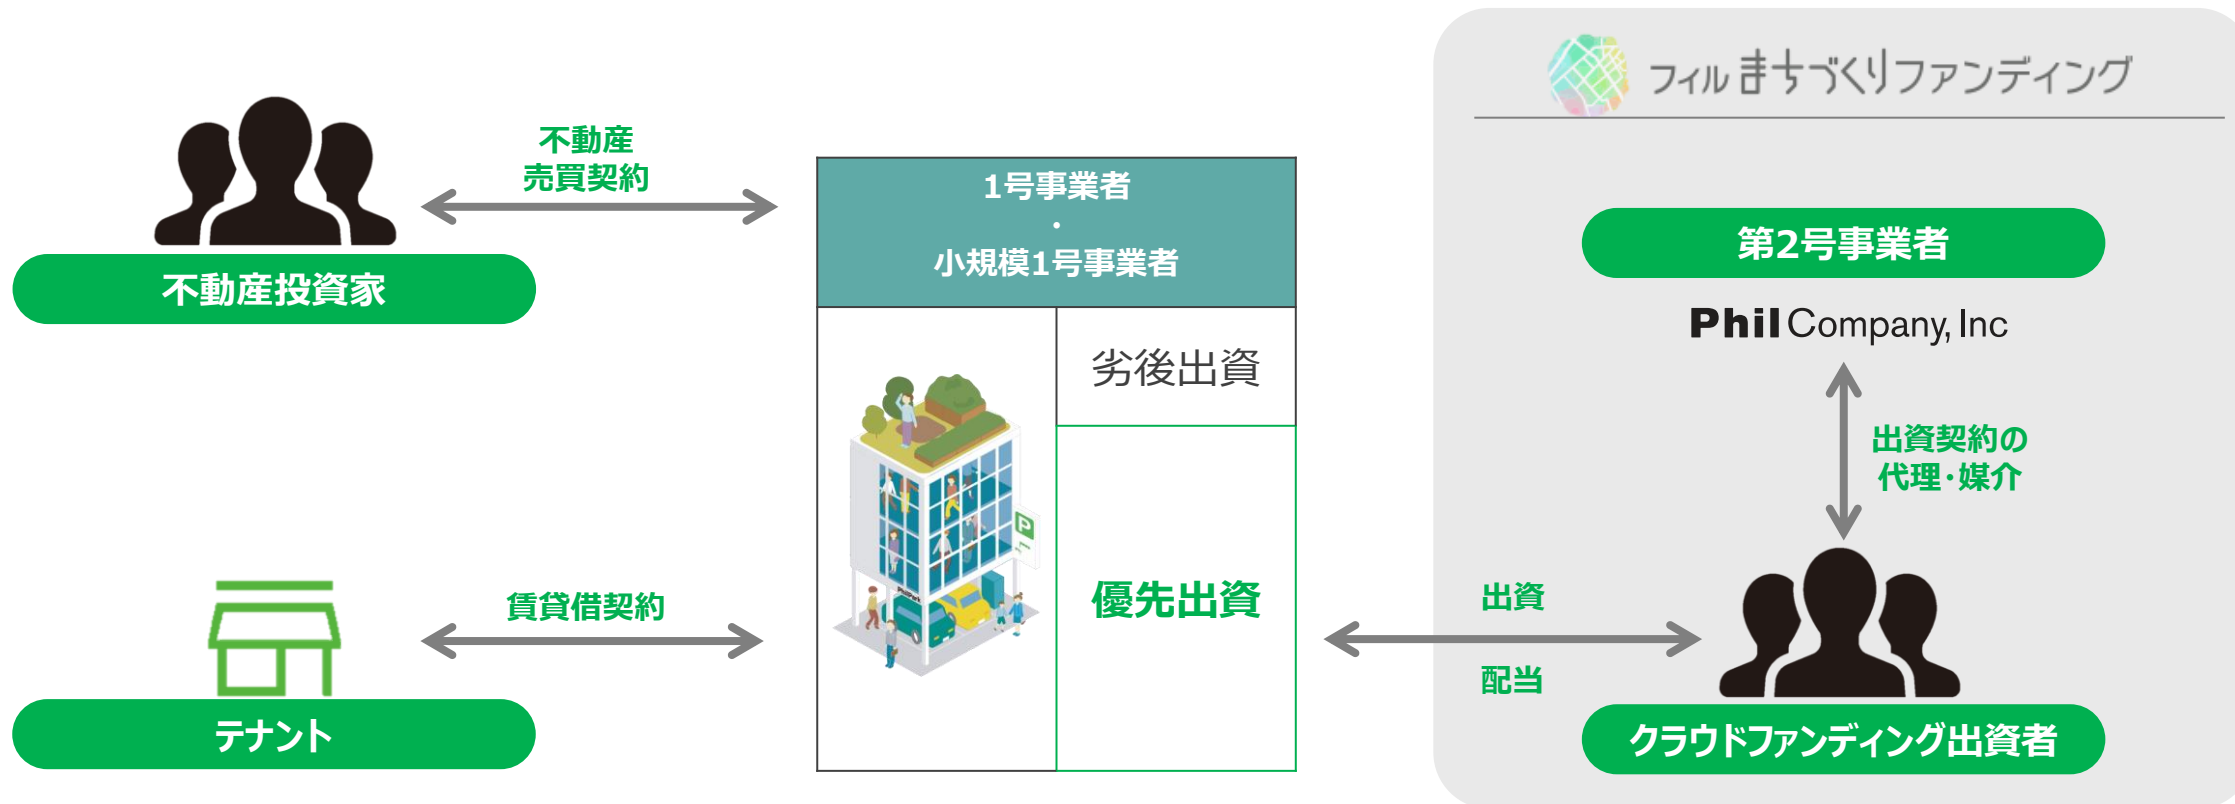 フィルまちづくりファンディング
不動産
売買契約
不動産投資家
1号事業者
・
小規模1号事業者
第2号事業者
PhilCompany, Inc
劣後出資
出資契約の
代理・媒介
P
PhilPark
優先出資
賃貸借契約
テナント
出資
配当
クラウドファンディング出資者